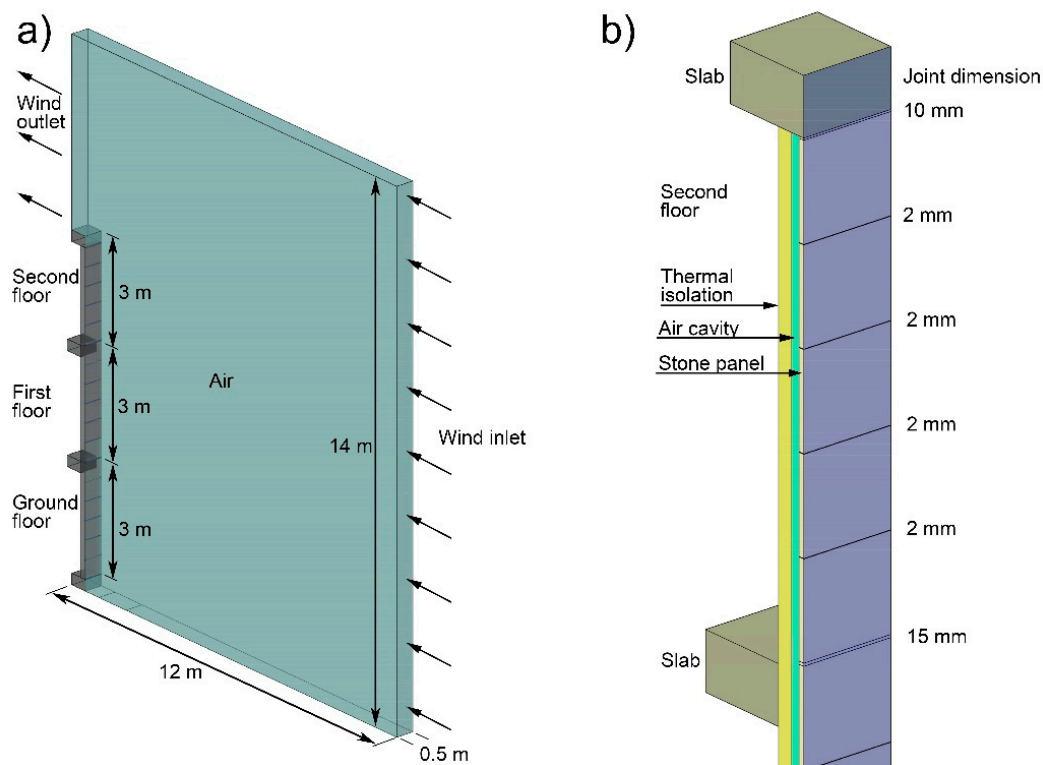 a)
Wind
outlet
Second
floor
3 m
First
floor
3 m
Ground
floor
3 m
Air
14 m
Wind inlet
12 m
0.5 m
b)
Slab
Joint dimension
10 mm
Second
floor
2 mm
Thermal
isolation
2 mm
Air cavity
Stone panel
2 mm
2 mm
15 mm
Slab